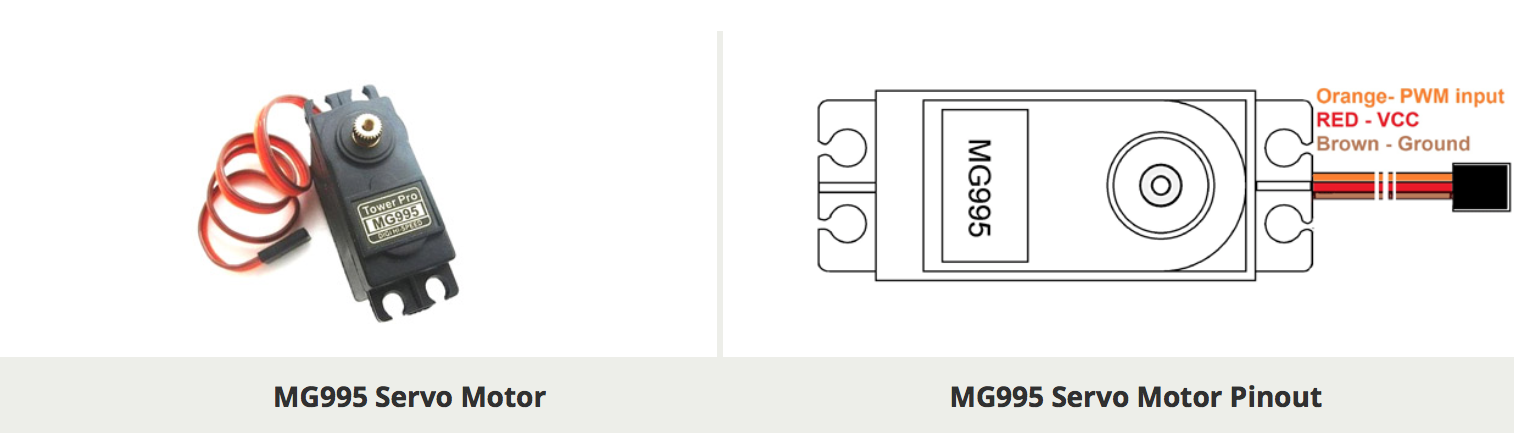 Tower Pro
MG995
DIGI HI-SPEED
MG995
Orange- PWM input
RED - VCC
Brown - Ground
MG995 Servo Motor
MG995 Servo Motor Pinout